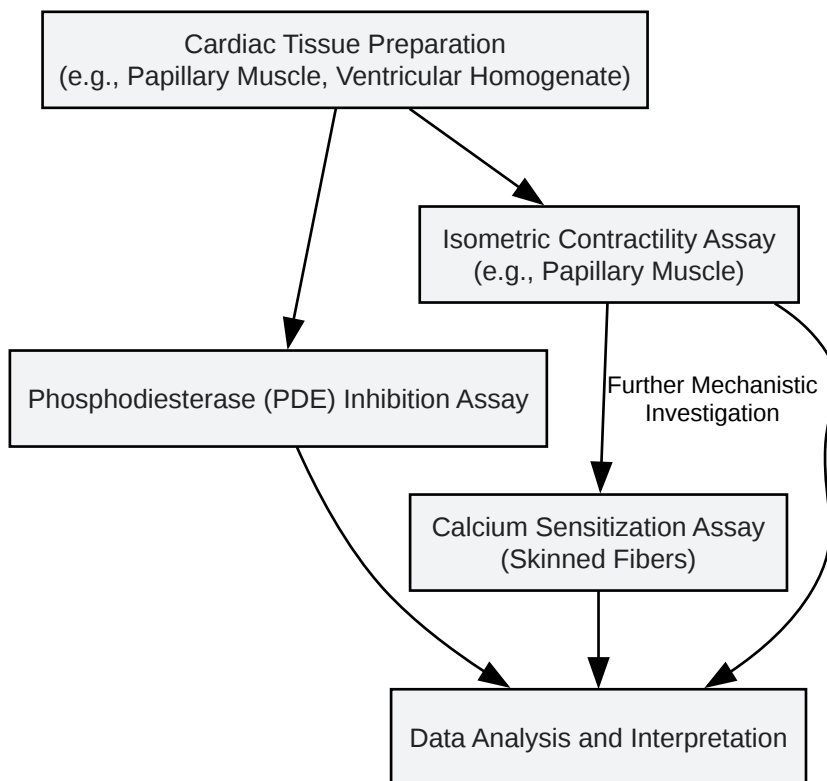 Cardiac Tissue Preparation
(e.g., Papillary Muscle, Ventricular Homogenate)
Isometric Contractility Assay
(e.g., Papillary Muscle)
Phosphodiesterase (PDE) Inhibition Assay
Further Mechanistic
Investigation
Calcium Sensitization Assay
(Skinned Fibers)
Data Analysis and Interpretation